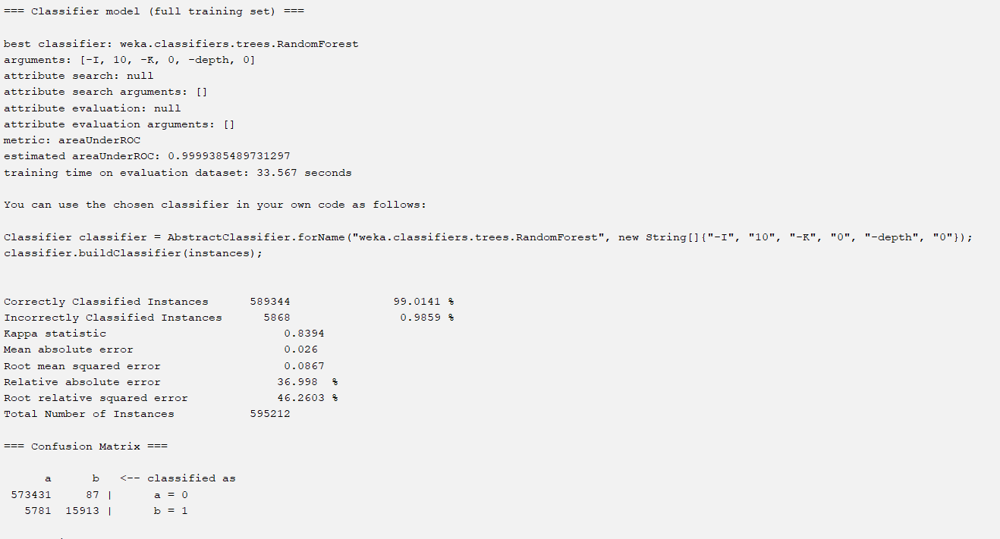 === Classifier model (full training set) ===
best classifier: weka.classifiers.trees.RandomForest
arguments: [-I, 10, -K, 0, -depth, 0]
attribute search: null
attribute search arguments: []
attribute evaluation: null
attribute evaluation arguments: []
metric: areaUnderROC
estimated areaUnderROC: 0.9999385489731297
training time on evaluation dataset: 33.567 seconds
You can use the chosen classifier in your own code as follows:
Classifier classifier = AbstractClassifier.forName("weka.classifiers.trees.RandomForest", new String[]{"-I", "10", "-K", "0", "-depth", "0"});
classifier.buildClassifier(instances);
Correctly Classified Instances 589344 99.0141 %
Incorrectly Classified Instances 5868 0.9859 %
Kappa statistic 0.8394
Mean absolute error 0.026
Root mean squared error 0.0867
Relative absolute error 36.998 %
Root relative squared error 46.2603 %
Total Number of Instances 595212
=== Confusion Matrix ===
a b <-- classified as
573431 87 | a = 0
5781 15913 | b = 1